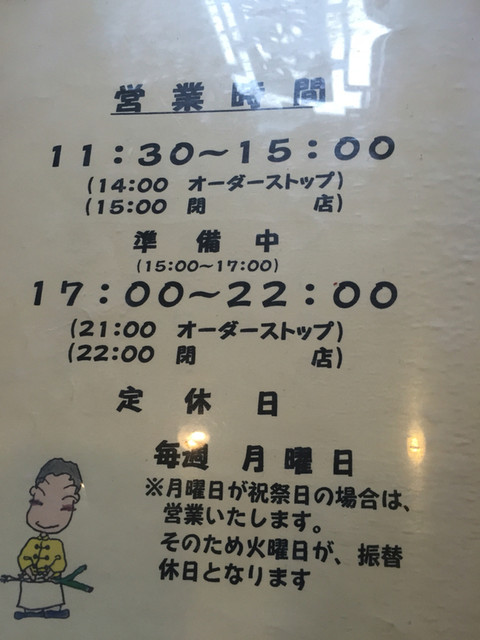 営業時間
11：30～15：00
(14:00 オーダーストップ)
(15:00 閉 店)
準備中
(15:00～17:00)
17：00～22：00
(21:00 オーダーストップ)
(22:00 閉 店)
定休日
毎週 月曜日
※月曜日が祝祭日の場合は、
営業いたします。
そのため火曜日が、振替
休日となります